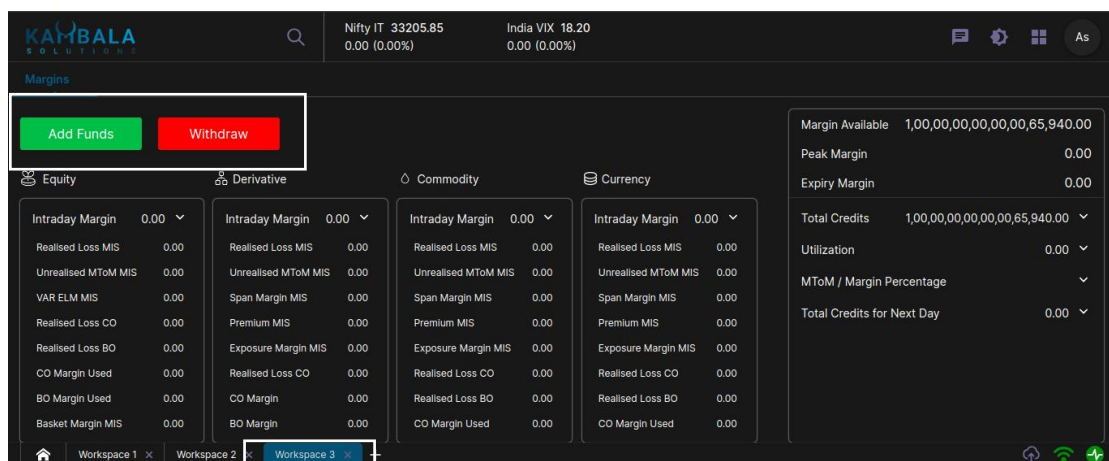 KAMBALA
SOLUTIONS
Nifty IT 33205.85
0.00 (0.00%)
India VIX 18.20
0.00 (0.00%)
As
Margins
Add Funds
Withdraw
Equity
Intraday Margin 0.00
Realised Loss MIS 0.00
Unrealised MToM MIS 0.00
VAR ELM MIS 0.00
Realised Loss CO 0.00
Realised Loss BO 0.00
CO Margin Used 0.00
BO Margin Used 0.00
Basket Margin MIS 0.00
Derivative
Intraday Margin 0.00
Realised Loss MIS 0.00
Unrealised MToM MIS 0.00
Span Margin MIS 0.00
Premium MIS 0.00
Exposure Margin MIS 0.00
Realised Loss CO 0.00
CO Margin 0.00
BO Margin 0.00
Commodity
Intraday Margin 0.00
Realised Loss MIS 0.00
Unrealised MToM MIS 0.00
Span Margin MIS 0.00
Premium MIS 0.00
Exposure Margin MIS 0.00
Realised Loss CO 0.00
Realised Loss BO 0.00
CO Margin Used 0.00
Currency
Intraday Margin 0.00
Realised Loss MIS 0.00
Unrealised MToM MIS 0.00
Span Margin MIS 0.00
Premium MIS 0.00
Exposure Margin MIS 0.00
Realised Loss CO 0.00
Realised Loss BO 0.00
CO Margin Used 0.00
Margin Available 1,00,00,00,00,00,00,65,940.00
Peak Margin 0.00
Expiry Margin 0.00
Total Credits 1,00,00,00,00,00,00,65,940.00
Utilization 0.00
MToM / Margin Percentage
Total Credits for Next Day 0.00
Workspace 1
Workspace 2
Workspace 3